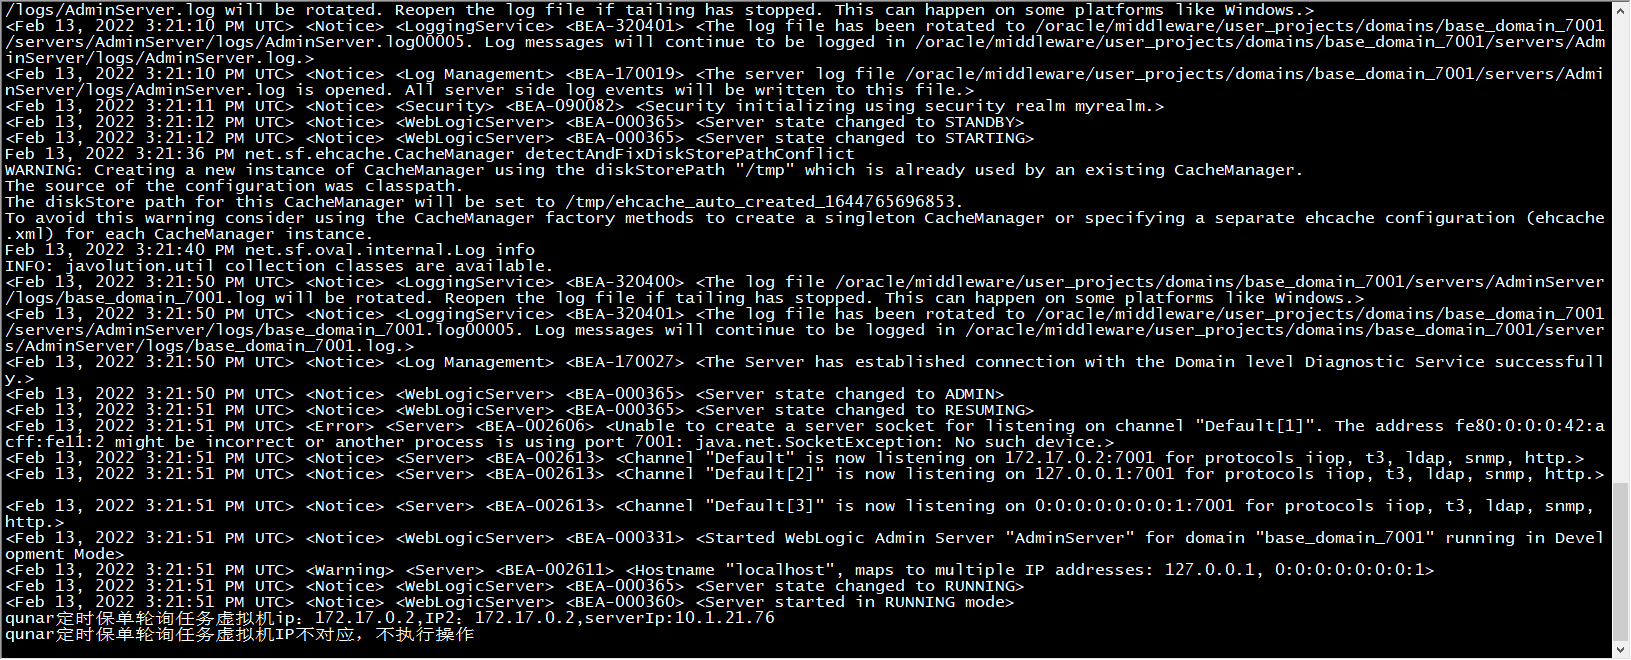 /logs/AdminServer.log will be rotated. Reopen the log file if tailing has stopped. This can happen on some platforms like Windows.>
<Feb 13, 2022 3:21:10 PM UTC> <Notice> <LoggingService> <BEA-320401> <The log file has been rotated to /oracle/middleware/user_projects/domains/base_domain_7001
/servers/AdminServer/logs/AdminServer.log00005. Log messages will continue to be logged in /oracle/middleware/user_projects/domains/base_domain_7001/servers/Adm
inServer/logs/AdminServer.log.>
<Feb 13, 2022 3:21:10 PM UTC> <Notice> <Log Management> <BEA-170019> <The server log file /oracle/middleware/user_projects/domains/base_domain_7001/servers/Admi
nServer/logs/AdminServer.log is opened. All server side log events will be written to this file.>
<Feb 13, 2022 3:21:11 PM UTC> <Notice> <Security> <BEA-090082> <Security initializing using security realm myrealm.>
<Feb 13, 2022 3:21:12 PM UTC> <Notice> <WebLogicServer> <BEA-000365> <Server state changed to STANDBY>
<Feb 13, 2022 3:21:12 PM UTC> <Notice> <WebLogicServer> <BEA-000365> <Server state changed to STARTING>
Feb 13, 2022 3:21:36 PM net.sf.ehcache.CacheManager detectAndFixDiskStorePathConflict
WARNING: Creating a new instance of CacheManager using the diskStorePath "/tmp" which is already used by an existing CacheManager.
The source of the configuration was classpath.
The diskStore path for this CacheManager will be set to /tmp/ehcache_auto_created_1644765696853.
To avoid this warning consider using the CacheManager factory methods to create a singleton CacheManager or specifying a separate ehcache configuration (ehcache
.xml) for each CacheManager instance.
Feb 13, 2022 3:21:40 PM net.sf.oval.internal.Log info
INFO: javolution.util collection classes are available.
<Feb 13, 2022 3:21:50 PM UTC> <Notice> <LoggingService> <BEA-320400> <The log file /oracle/middleware/user_projects/domains/base_domain_7001/servers/AdminServer
/logs/base_domain_7001.log will be rotated. Reopen the log file if tailing has stopped. This can happen on some platforms like Windows.>
<Feb 13, 2022 3:21:50 PM UTC> <Notice> <LoggingService> <BEA-320401> <The log file has been rotated to /oracle/middleware/user_projects/domains/base_domain_7001
/servers/AdminServer/logs/base_domain_7001.log00005. Log messages will continue to be logged in /oracle/middleware/user_projects/domains/base_domain_7001/server
s/AdminServer/logs/base_domain_7001.log.>
<Feb 13, 2022 3:21:50 PM UTC> <Notice> <Log Management> <BEA-170027> <The Server has established connection with the Domain level Diagnostic Service successfull
y.>
<Feb 13, 2022 3:21:50 PM UTC> <Notice> <WebLogicServer> <BEA-000365> <Server state changed to ADMIN>
<Feb 13, 2022 3:21:51 PM UTC> <Notice> <WebLogicServer> <BEA-000365> <Server state changed to RESUMING>
<Feb 13, 2022 3:21:51 PM UTC> <Error> <Server> <BEA-002606> <Unable to create a server socket for listening on channel "Default[1]". The address fe80:0:0:0:42:a
cff:fe11:2 might be incorrect or another process is using port 7001: java.net.SocketException: No such device.>
<Feb 13, 2022 3:21:51 PM UTC> <Notice> <Server> <BEA-002613> <Channel "Default" is now listening on 172.17.0.2:7001 for protocols iiop, t3, ldap, snmp, http.>
<Feb 13, 2022 3:21:51 PM UTC> <Notice> <Server> <BEA-002613> <Channel "Default[2]" is now listening on 127.0.0.1:7001 for protocols iiop, t3, ldap, snmp, http.>
<Feb 13, 2022 3:21:51 PM UTC> <Notice> <Server> <BEA-002613> <Channel "Default[3]" is now listening on 0:0:0:0:0:0:0:1:7001 for protocols iiop, t3, ldap, snmp,
http.>
<Feb 13, 2022 3:21:51 PM UTC> <Notice> <WebLogicServer> <BEA-000331> <Started WebLogic Admin Server "AdminServer" for domain "base_domain_7001" running in Devel
opment Mode>
<Feb 13, 2022 3:21:51 PM UTC> <Warning> <Server> <BEA-002611> <Hostname "localhost", maps to multiple IP addresses: 127.0.0.1, 0:0:0:0:0:0:0:1>
<Feb 13, 2022 3:21:51 PM UTC> <Notice> <WebLogicServer> <BEA-000365> <Server state changed to RUNNING>
<Feb 13, 2022 3:21:51 PM UTC> <Notice> <WebLogicServer> <BEA-000360> <Server started in RUNNING mode>
qunar定时保单轮询任务虚拟机ip：172.17.0.2,IP2：172.17.0.2,serverIp:10.1.21.76
qunar定时保单轮询任务虚拟机IP不对应，不执行操作